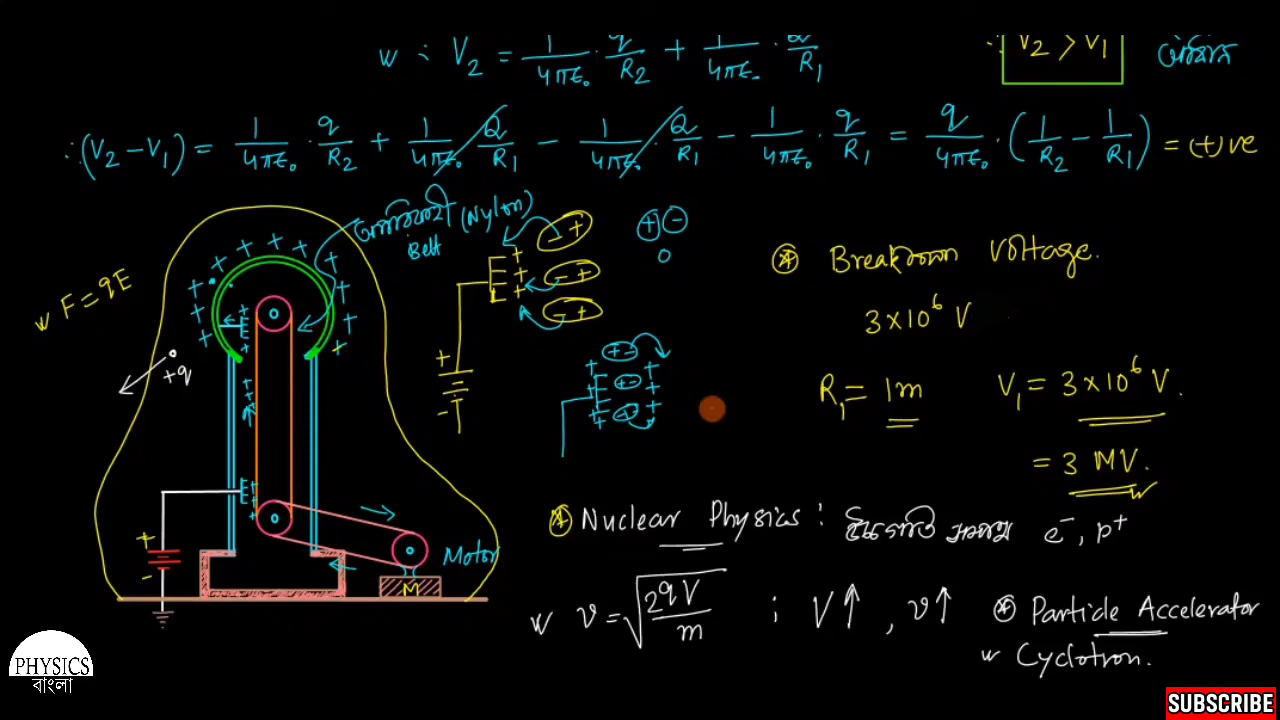 w ; V₂ = 1/4πε₀ · q/R₂ + 1/4πε₀ · Q/R₁
∴ V₂ > V₁
∴ (V₂ - V₁) = 1/4πε₀ · q/R₂ + 1/4πε₀ Q/R₁ - 1/4πε₀ · Q/R₁ - 1/4πε₀ · q/R₁ = q/4πε₀ · (1/R₂ - 1/R₁) = (+)ve
(Nylon)
Belt
w F = qE
+q
⊛ Breakdown Voltage.
3×10⁶ V
R₁ = 1m V₁ = 3×10⁶ V.
= 3 MV.
⊛ Nuclear Physics : e⁻, p⁺
Motor
M
w v = √(2qV/m) ; V↑, v↑ ⊛ Particle Accelerator
w Cyclotron.
PHYSICS
বাংলা
SUBSCRIBE